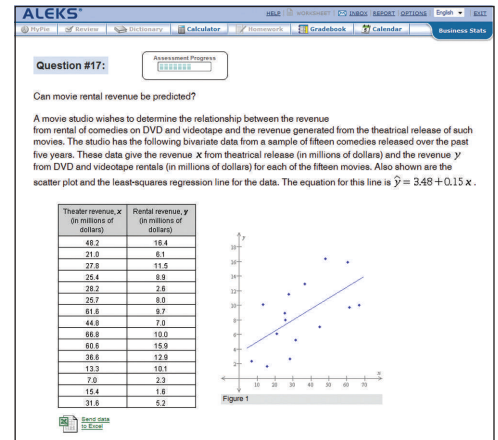 ALEKS®
HELP | WORKSHEET | INBOX | REPORT | OPTIONS | English | EXIT
MyPie Review Dictionary Calculator Homework Gradebook Calendar Business Stats
Question #17:
Assessment Progress
Can movie rental revenue be predicted?
A movie studio wishes to determine the relationship between the revenue
from rental of comedies on DVD and videotape and the revenue generated from the theatrical release of such
movies. The studio has the following bivariate data from a sample of fifteen comedies released over the past
five years. These data give the revenue x from theatrical release (in millions of dollars) and the revenue y
from DVD and videotape rentals (in millions of dollars) for each of the fifteen movies. Also shown are the
scatter plot and the least-squares regression line for the data. The equation for this line is ŷ = 3.48 + 0.15 x .
Theater revenue, x (in millions of dollars) Rental revenue, y (in millions of dollars)
48.2 16.4
21.0 6.1
27.8 11.5
25.4 8.9
28.2 2.6
25.7 8.0
61.6 9.7
44.8 7.0
66.8 10.0
60.6 15.9
36.6 12.9
13.3 10.1
7.0 2.3
15.4 1.6
31.6 5.2
Send data
to Excel
y
18
16
14
12
10
8
6
4
2
x
10 20 30 40 50 60 70
Figure 1